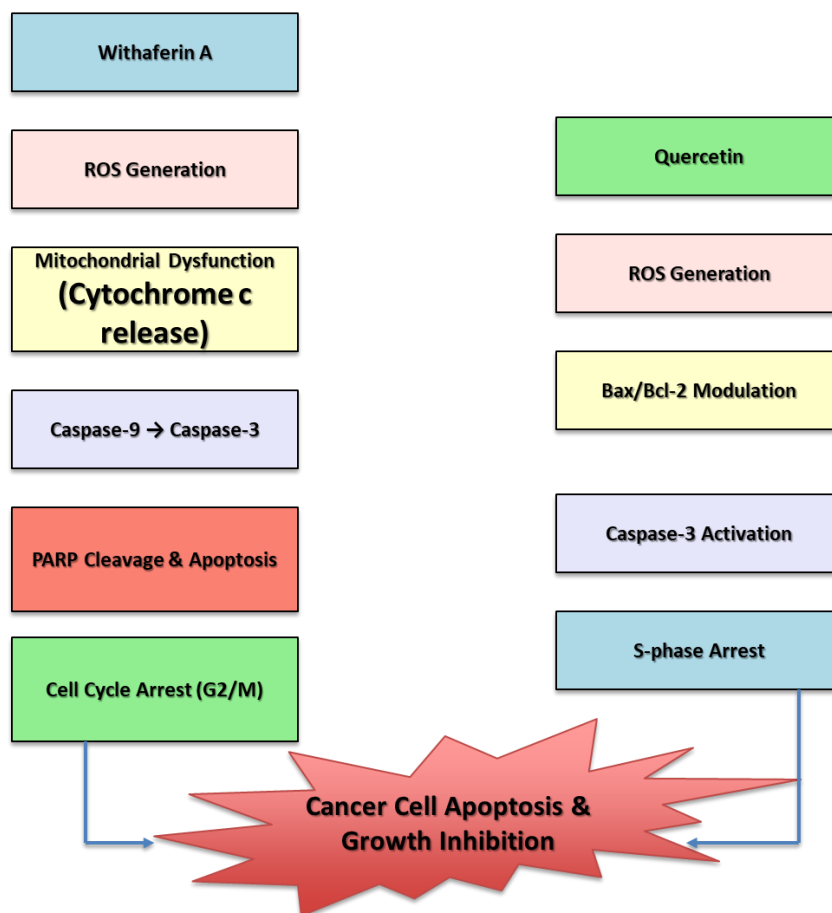 Withaferin A
ROS Generation
Mitochondrial Dysfunction
(Cytochrome c
release)
Caspase-9 → Caspase-3
PARP Cleavage & Apoptosis
Cell Cycle Arrest (G2/M)
Quercetin
ROS Generation
Bax/Bcl-2 Modulation
Caspase-3 Activation
S-phase Arrest
Cancer Cell Apoptosis &
Growth Inhibition